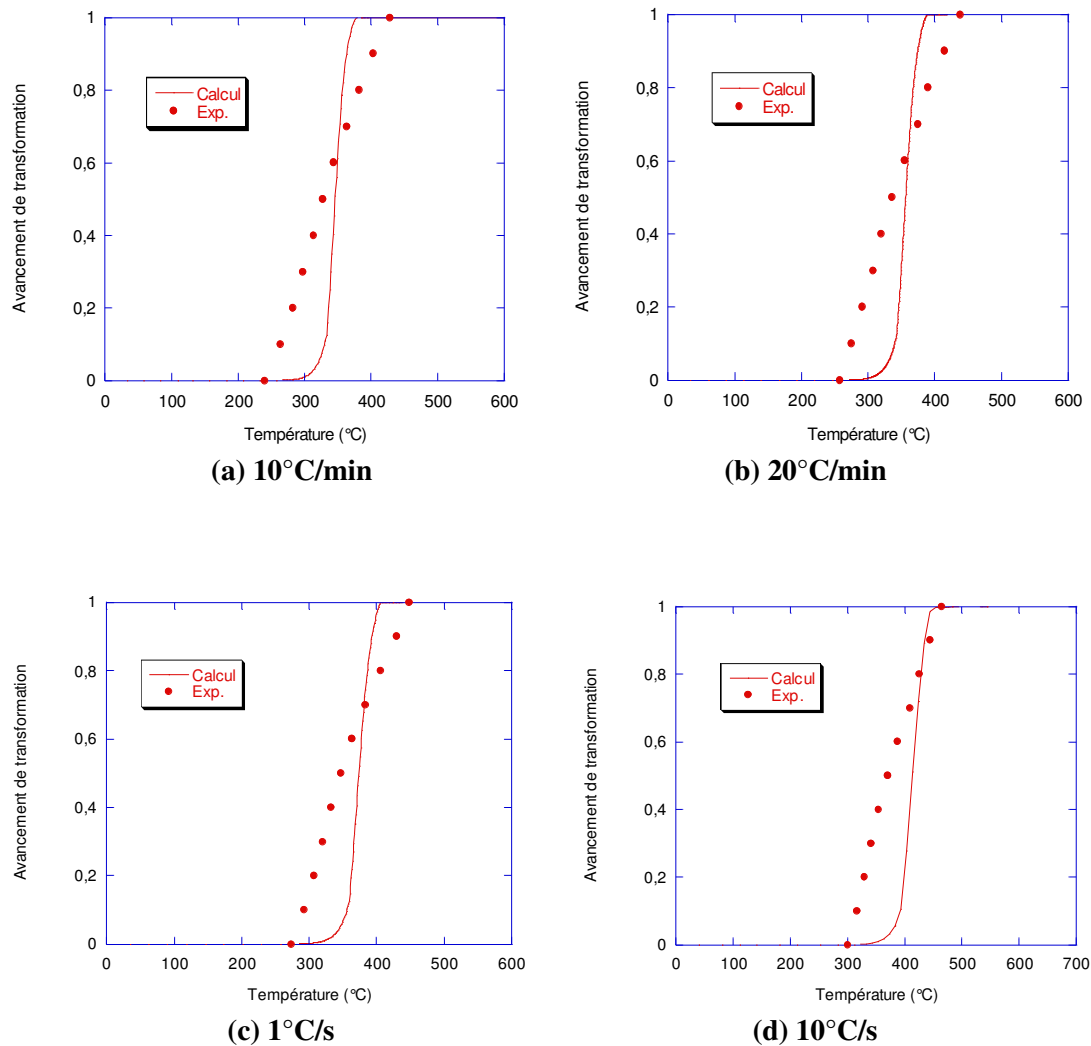 1
0,8
0,6
0,4
0,2
0
Avancement de transformation
Calcul
Exp.
0 100 200 300 400 500 600
Température (°C)
(a) 10°C/min
1
0,8
0,6
0,4
0,2
0
Avancement de transformation
Calcul
Exp.
0 100 200 300 400 500 600
Température (°C)
(b) 20°C/min
1
0,8
0,6
0,4
0,2
0
Avancement de transformation
Calcul
Exp.
0 100 200 300 400 500 600
Température (°C)
(c) 1°C/s
1
0,8
0,6
0,4
0,2
0
Avancement de transformation
Calcul
Exp.
0 100 200 300 400 500 600 700
Température (°C)
(d) 10°C/s